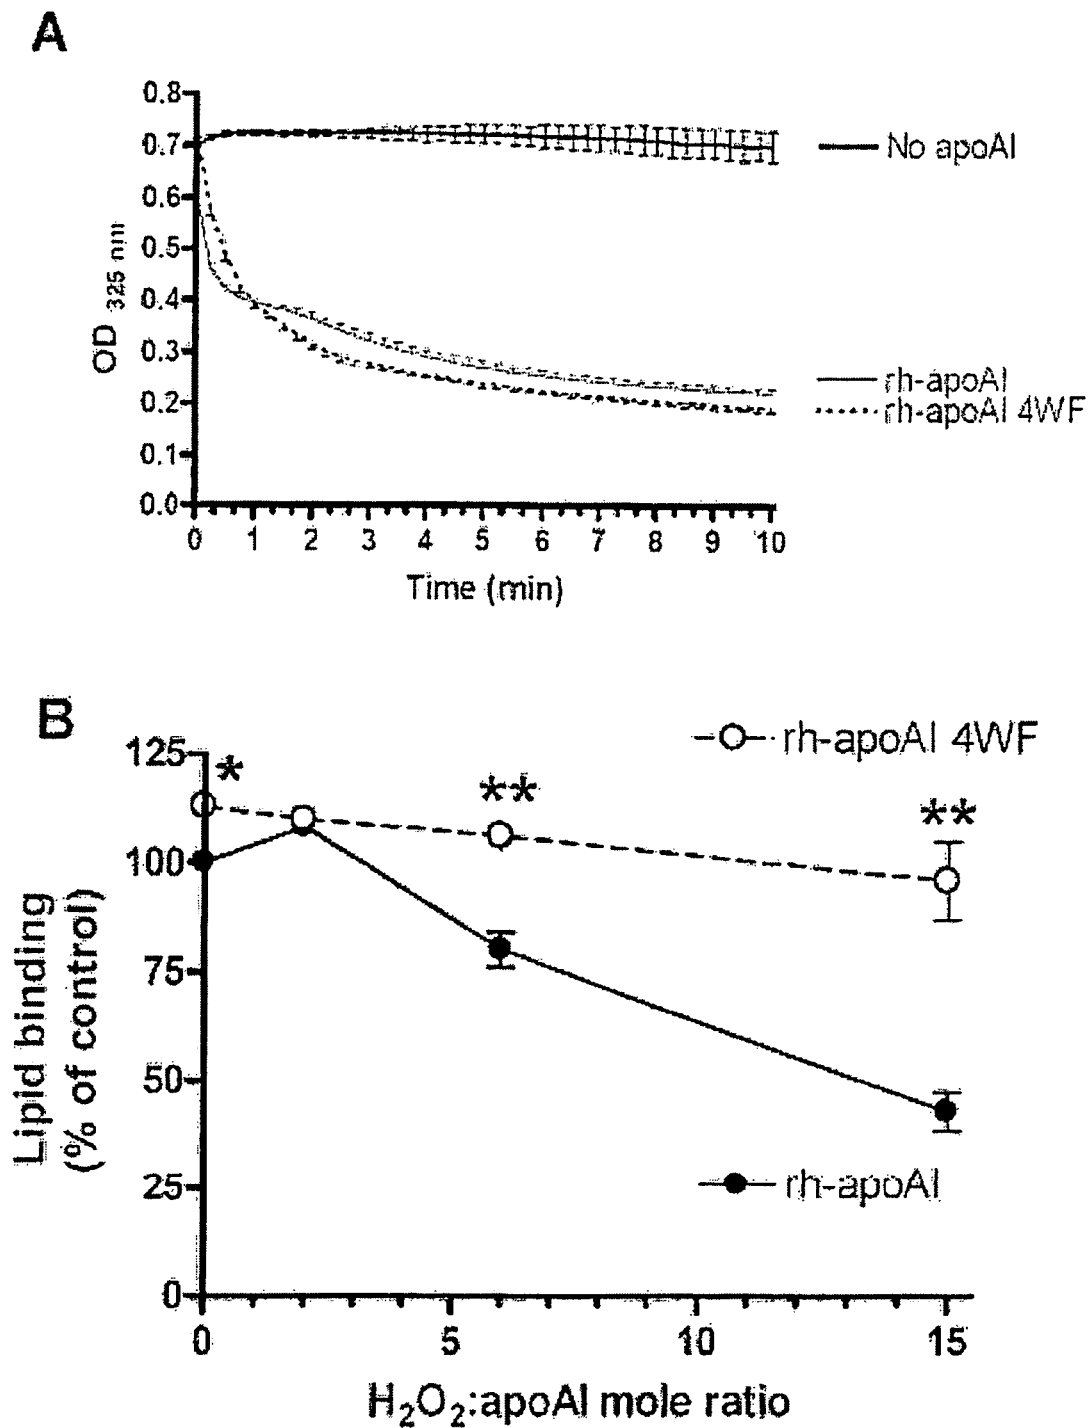 A
0.8
0.7
0.6
0.5
0.4
0.3
0.2
0.1
0.0
OD 325 nm
0 1 2 3 4 5 6 7 8 9 10
Time (min)
No apoAI
rh-apoAI
rh-apoAI 4WF
B
125
100
75
50
25
0
Lipid binding
(% of control)
* ** **
rh-apoAI 4WF
rh-apoAI
0 5 10 15
H₂O₂:apoAI mole ratio